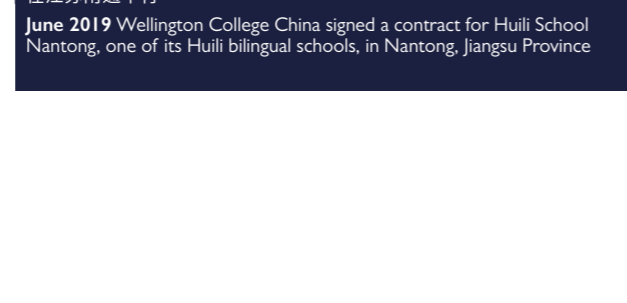 June 2019 Wellington College China signed a contract for Huili School
Nantong, one of its Huili bilingual schools, in Nantong, Jiangsu Province